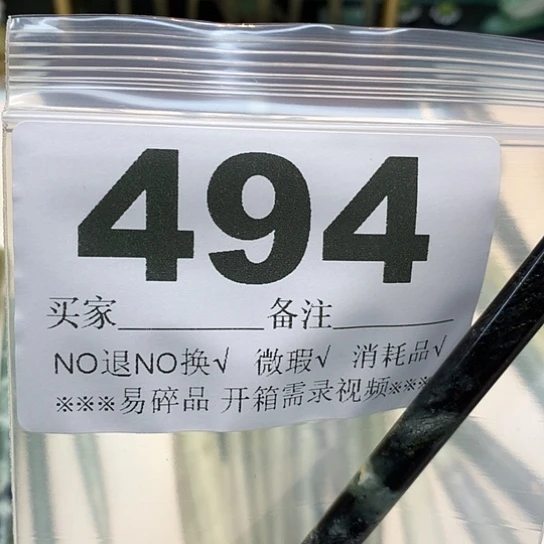 494
买家__________备注________
NO退NO换√ 微瑕√ 消耗品√
※※※易碎品 开箱需录视频※※※